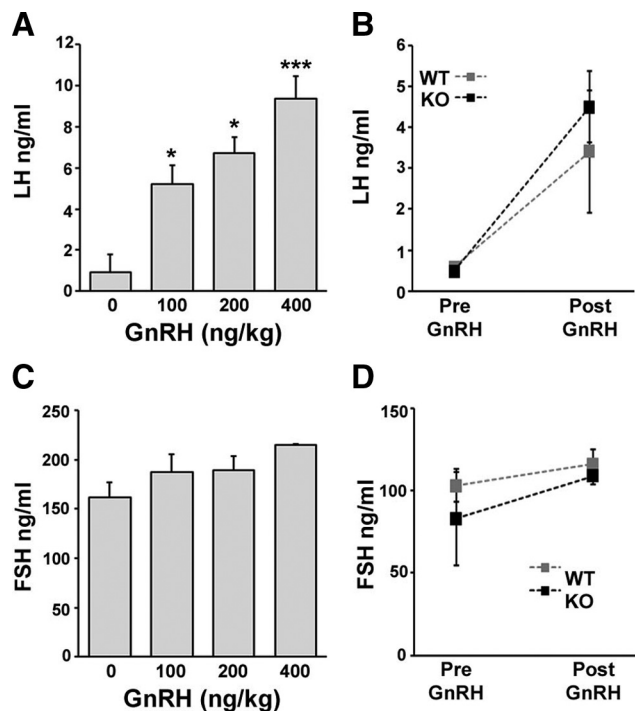 A
LH ng/ml
12
10
8
6
4
2
0
*
*
***
0 100 200 400
GnRH (ng/kg)
B
LH ng/ml
6
5
4
3
2
1
0
WT
KO
Pre Post
GnRH GnRH
C
FSH ng/ml
250
200
150
100
50
0
0 100 200 400
GnRH (ng/kg)
D
FSH ng/ml
150
100
50
0
WT
KO
Pre Post
GnRH GnRH